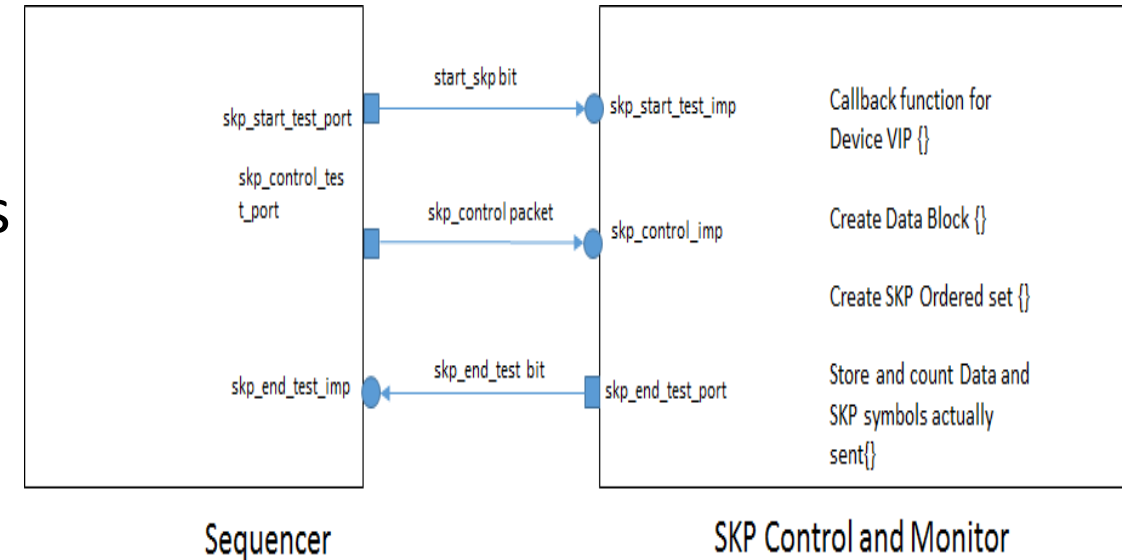 start_skp bit
skp_start_test_port
skp_start_test_imp
Callback function for
Device VIP {}
skp_control_tes
t_port
s
skp_control packet
skp_control_imp
Create Data Block {}
Create SKP Ordered set {}
skp_end_test_imp
skp_end_test bit
skp_end_test_port
Store and count Data and
SKP symbols actually
sent{}
Sequencer
SKP Control and Monitor